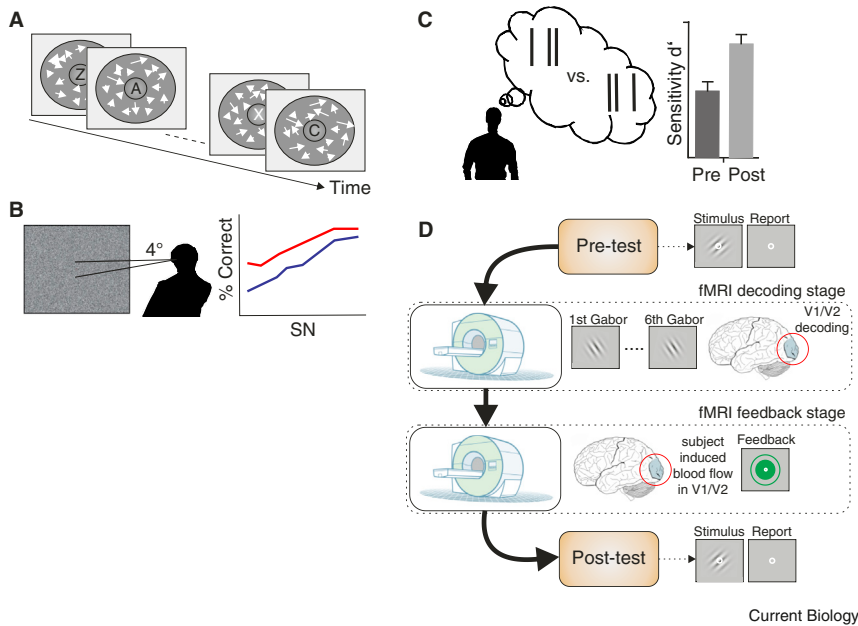 A
Z
A
X
C
Time
B
4°
% Correct
SN
C
vs.
Sensitivity d'
Pre Post
D
Pre-test
Stimulus Report
fMRI decoding stage
1st Gabor 6th Gabor
V1/V2
decoding
fMRI feedback stage
subject
induced
blood flow
in V1/V2
Feedback
Post-test
Stimulus Report
Current Biology